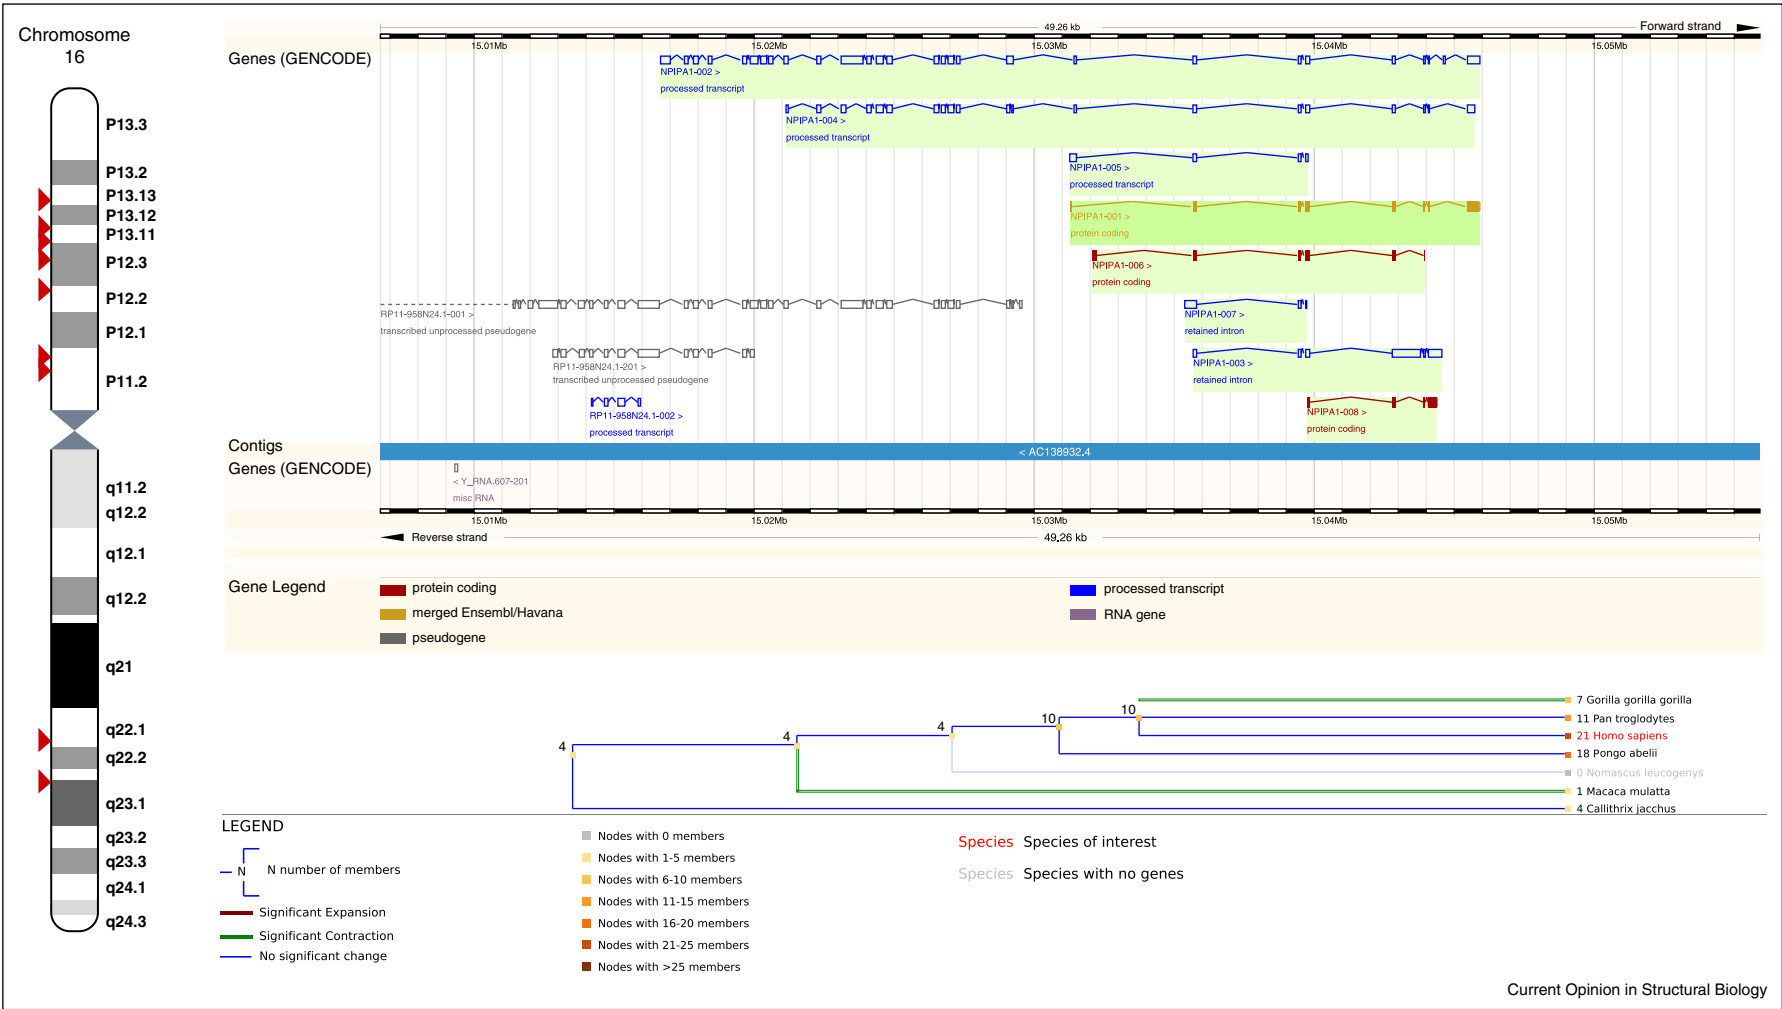 Chromosome
16
P13.3
P13.2
P13.13
P13.12
P13.11
P12.3
P12.2
P12.1
P11.2
q11.2
q12.2
q12.1
q12.2
q21
q22.1
q22.2
q23.1
q23.2
q23.3
q24.1
q24.3
49.26 kb
Forward strand
15.01Mb 15.02Mb 15.03Mb 15.04Mb 15.05Mb
Genes (GENCODE)
NPIPA1-002 >
processed transcript
NPIPA1-004 >
processed transcript
NPIPA1-005 >
processed transcript
NPIPA1-001 >
protein coding
NPIPA1-006 >
protein coding
RP11-958N24.1-001 >
transcribed unprocessed pseudogene
NPIPA1-007 >
retained intron
RP11-958N24.1-201 >
transcribed unprocessed pseudogene
NPIPA1-003 >
retained intron
RP11-958N24.1-002 >
processed transcript
NPIPA1-008 >
protein coding
Contigs
< AC138932.4
Genes (GENCODE)
< Y_RNA.607-201
misc RNA
15.01Mb 15.02Mb 15.03Mb 15.04Mb 15.05Mb
Reverse strand
49.26 kb
Gene Legend
protein coding
processed transcript
merged Ensembl/Havana
RNA gene
pseudogene
4
4
4
10
10
7 Gorilla gorilla gorilla
11 Pan troglodytes
21 Homo sapiens
18 Pongo abelii
0 Nomascus leucogenys
1 Macaca mulatta
4 Callithrix jacchus
LEGEND
N
N number of members
Significant Expansion
Significant Contraction
No significant change
Nodes with 0 members
Nodes with 1-5 members
Nodes with 6-10 members
Nodes with 11-15 members
Nodes with 16-20 members
Nodes with 21-25 members
Nodes with >25 members
Species Species of interest
Species Species with no genes
Current Opinion in Structural Biology